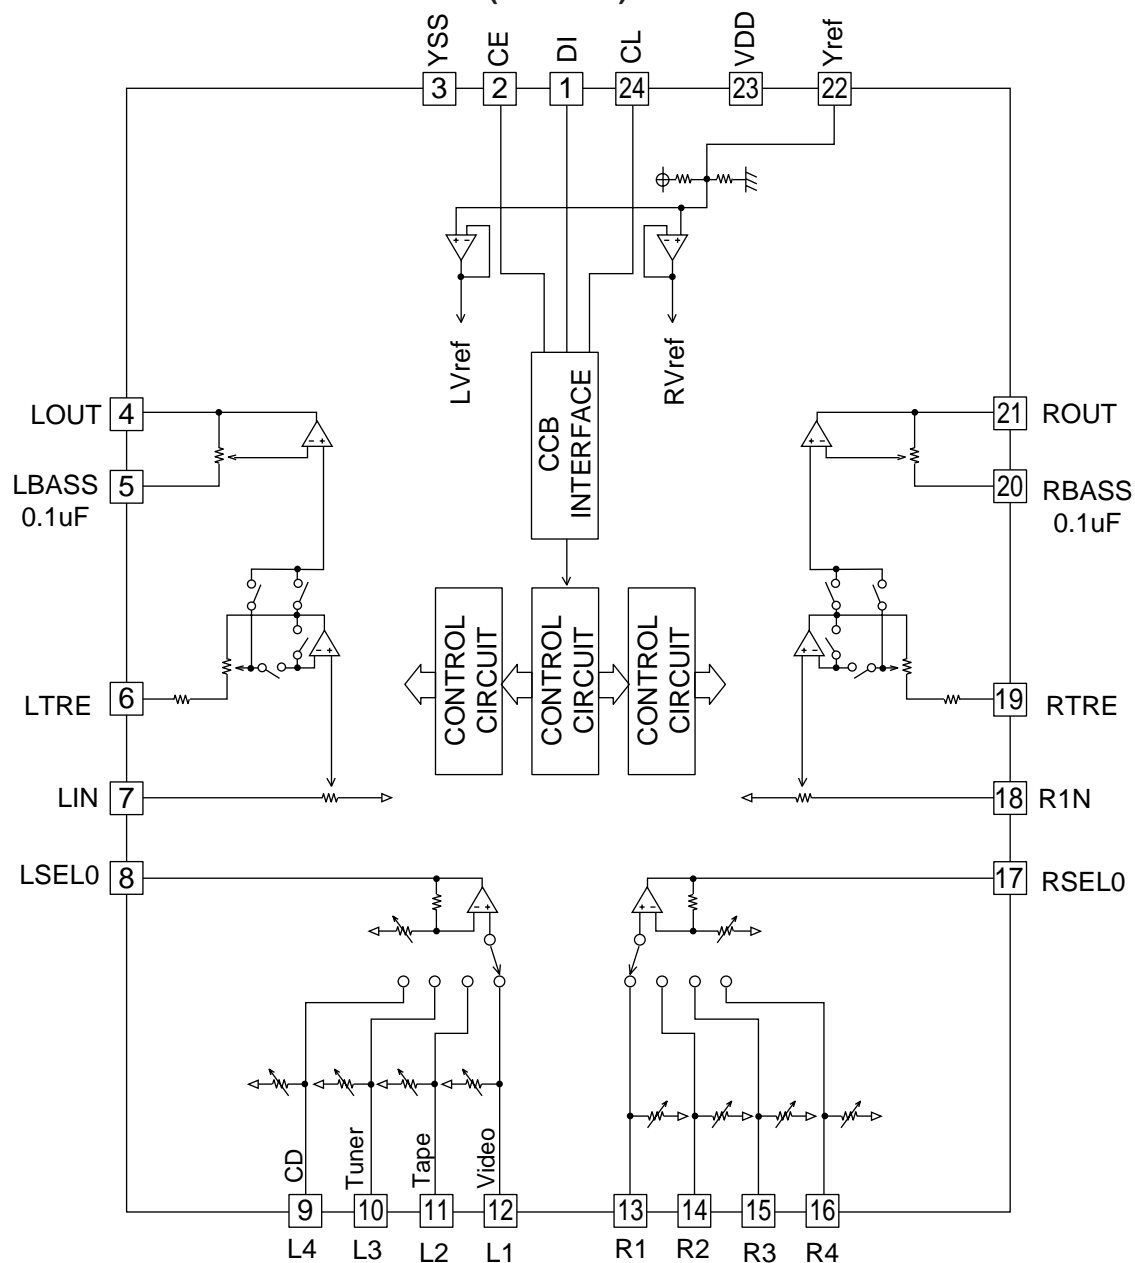 YSS
CE
DI
CL
VDD
Yref
3
2
1
24
23
22
LVref
RVref
CCB
INTERFACE
LOUT 4
21 ROUT
LBASS 5
0.1uF
20 RBASS
0.1uF
CONTROL
CIRCUIT
CONTROL
CIRCUIT
CONTROL
CIRCUIT
LTRE 6
19 RTRE
LIN 7
18 R1N
LSEL0 8
17 RSEL0
CD
Tuner
Tape
Video
9
10
11
12
13
14
15
16
L4
L3
L2
L1
R1
R2
R3
R4